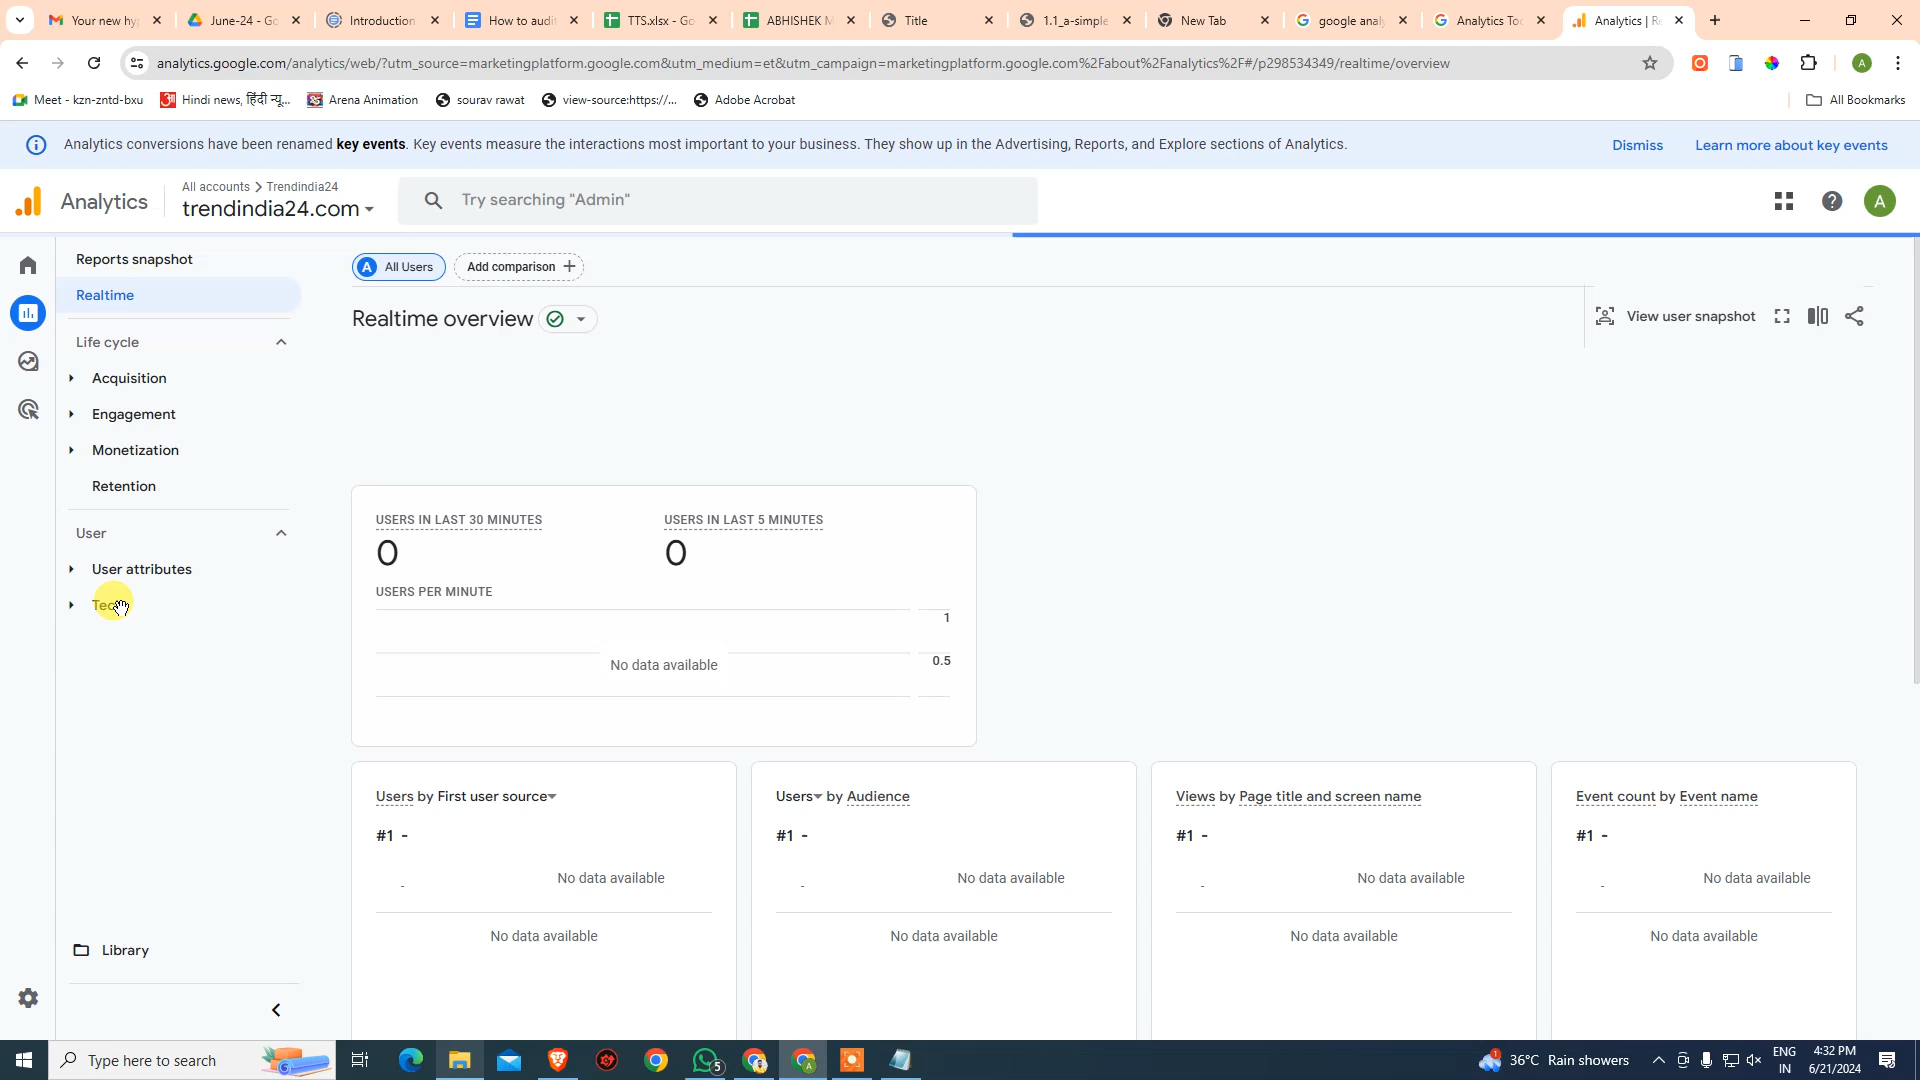 Your new hy
June-24 - Go
Introduction
How to audit
TTS.xlsx - Go
ABHISHEK M
Title
1.1_a-simple
New Tab
google analy
Analytics Too
Analytics | Re
analytics.google.com/analytics/web/?utm_source=marketingplatform.google.com&utm_medium=et&utm_campaign=marketingplatform.google.com%2Fabout%2Fanalytics%2F#/p298534349/realtime/overview
A
Meet - kzn-zntd-bxu
Hindi news, हिंदी न्यू...
Arena Animation
sourav rawat
view-source:https://...
Adobe Acrobat
All Bookmarks
Analytics conversions have been renamed key events. Key events measure the interactions most important to your business. They show up in the Advertising, Reports, and Explore sections of Analytics.
Dismiss
Learn more about key events
Analytics
All accounts > Trendindia24
trendindia24.com
Try searching "Admin"
A
Reports snapshot
Realtime
Life cycle
Acquisition
Engagement
Monetization
Retention
User
User attributes
Library
A All Users
Add comparison +
Realtime overview
View user snapshot
USERS IN LAST 30 MINUTES
0
USERS IN LAST 5 MINUTES
0
USERS PER MINUTE
1
0.5
No data available
Users by First user source
#1 -
-
No data available
No data available
Users by Audience
#1 -
-
No data available
No data available
Views by Page title and screen name
#1 -
-
No data available
No data available
Event count by Event name
#1 -
-
No data available
No data available
Type here to search
5
A
36°C Rain showers
ENG
IN
4:32 PM
6/21/2024